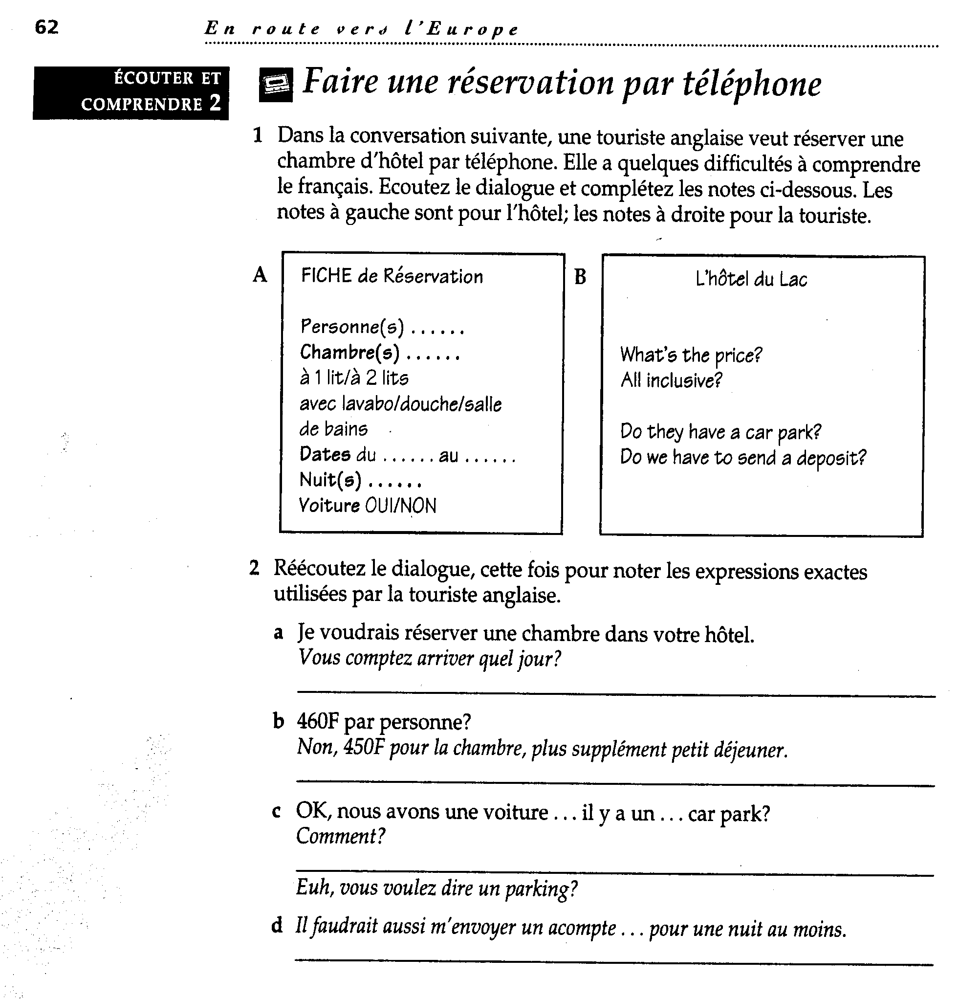 62
En route vers l'Europe
ÉCOUTER ET
COMPRENDRE 2
Faire une réservation par téléphone
1 Dans la conversation suivante, une touriste anglaise veut réserver une
chambre d'hôtel par téléphone. Elle a quelques difficultés à comprendre
le français. Ecoutez le dialogue et complétez les notes ci-dessous. Les
notes à gauche sont pour l'hôtel; les notes à droite pour la touriste.
A
FICHE de Réservation
Personne(s) ......
Chambre(s) ......
à 1 lit/à 2 lits
avec lavabo/douche/salle
de bains
Dates du ...... au ......
Nuit(s) ......
Voiture OUI/NON
B
L'hôtel du Lac
What's the price?
All inclusive?
Do they have a car park?
Do we have to send a deposit?
2 Réécoutez le dialogue, cette fois pour noter les expressions exactes
utilisées par la touriste anglaise.
a Je voudrais réserver une chambre dans votre hôtel.
Vous comptez arriver quel jour?
b 460F par personne?
Non, 450F pour la chambre, plus supplément petit déjeuner.
c OK, nous avons une voiture ... il y a un ... car park?
Comment?
Euh, vous voulez dire un parking?
d Il faudrait aussi m'envoyer un acompte ... pour une nuit au moins.